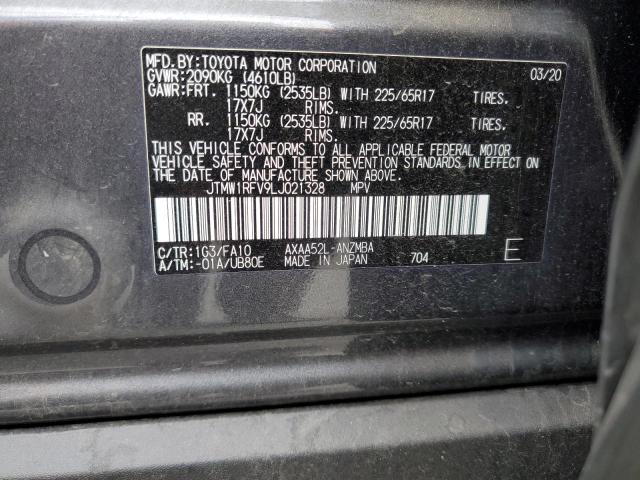 MFD.BY:TOYOTA MOTOR CORPORATION 03/20
GVWR:2090KG (4610LB)
GAWR:FRT. 1150KG (2535LB) WITH 225/65R17 TIRES.
17X7J RIMS.
RR. 1150KG (2535LB) WITH 225/65R17 TIRES.
17X7J RIMS.
THIS VEHICLE CONFORMS TO ALL APPLICABLE FEDERAL MOTOR
VEHICLE SAFETY AND THEFT PREVENTION STANDARDS IN EFFECT ON
THE DATE OF MANUFACTURE SHOWN ABOVE.
JTMW1RFV9LJ021328 MPV
C/TR:1G3/FA10 AXAA52L-ANZMBA
A/TM:-01A/UB80E MADE IN JAPAN 704 E